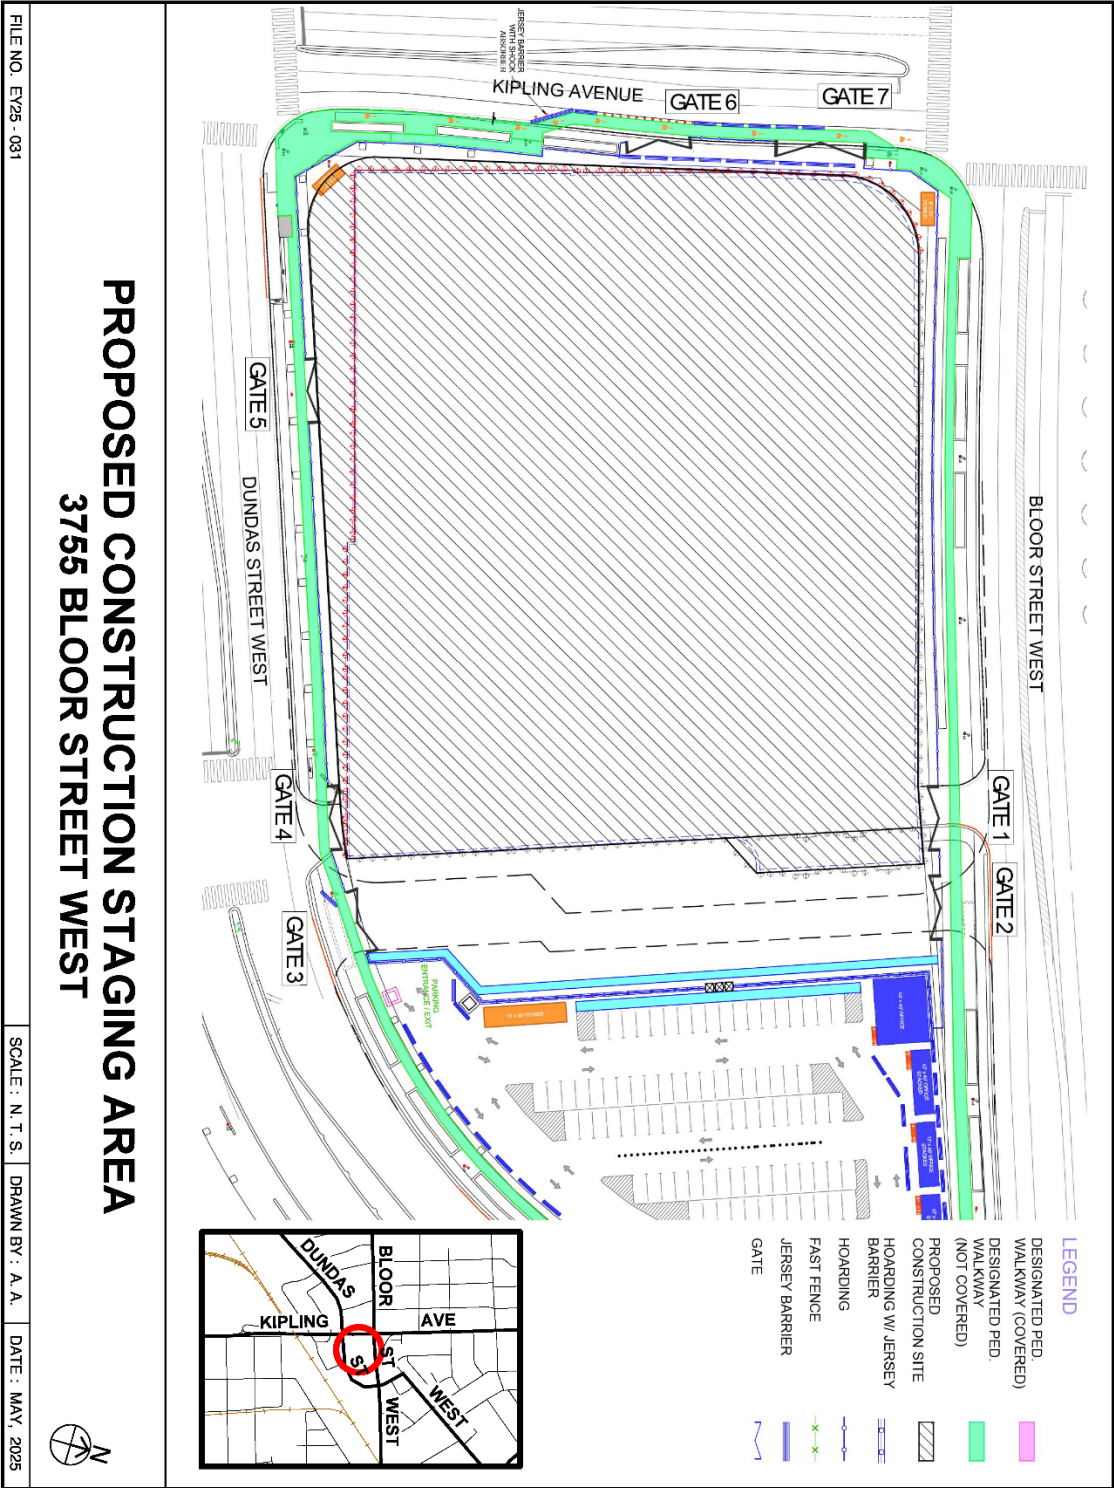 JERSEY BARRIER
WITH SHOCK
ABSORBER
KIPLING AVENUE
GATE 6
GATE 7
BLOOR STREET WEST
GATE 1
GATE 2
GATE 5
DUNDAS STREET WEST
GATE 4
GATE 3
PARKING
ENTRANCE / EXIT
LEGEND
DESIGNATED PED.
WALKWAY (COVERED)
DESIGNATED PED.
WALKWAY
(NOT COVERED)
PROPOSED
CONSTRUCTION SITE
HOARDING W/ JERSEY
BARRIER
HOARDING
FAST FENCE
JERSEY BARRIER
GATE
BLOOR
ST
WEST
DUNDAS
ST
WEST
KIPLING
AVE
N
PROPOSED CONSTRUCTION STAGING AREA
3755 BLOOR STREET WEST
FILE NO. EY25 - 031
SCALE : N. T. S.
DRAWN BY : A. A.
DATE : MAY, 2025